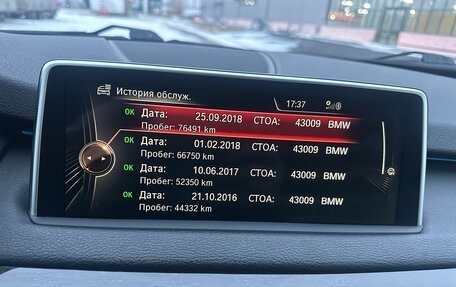 История обслуж.
17:37
OK Дата: 25.09.2018 СТОА: 43009 BMW
Пробег: 76491 km
OK Дата: 01.02.2018 СТОА: 43009 BMW
Пробег: 66750 km
OK Дата: 10.06.2017 СТОА: 43009 BMW
Пробег: 52350 km
OK Дата: 21.10.2016 СТОА: 43009 BMW
Пробег: 44332 km